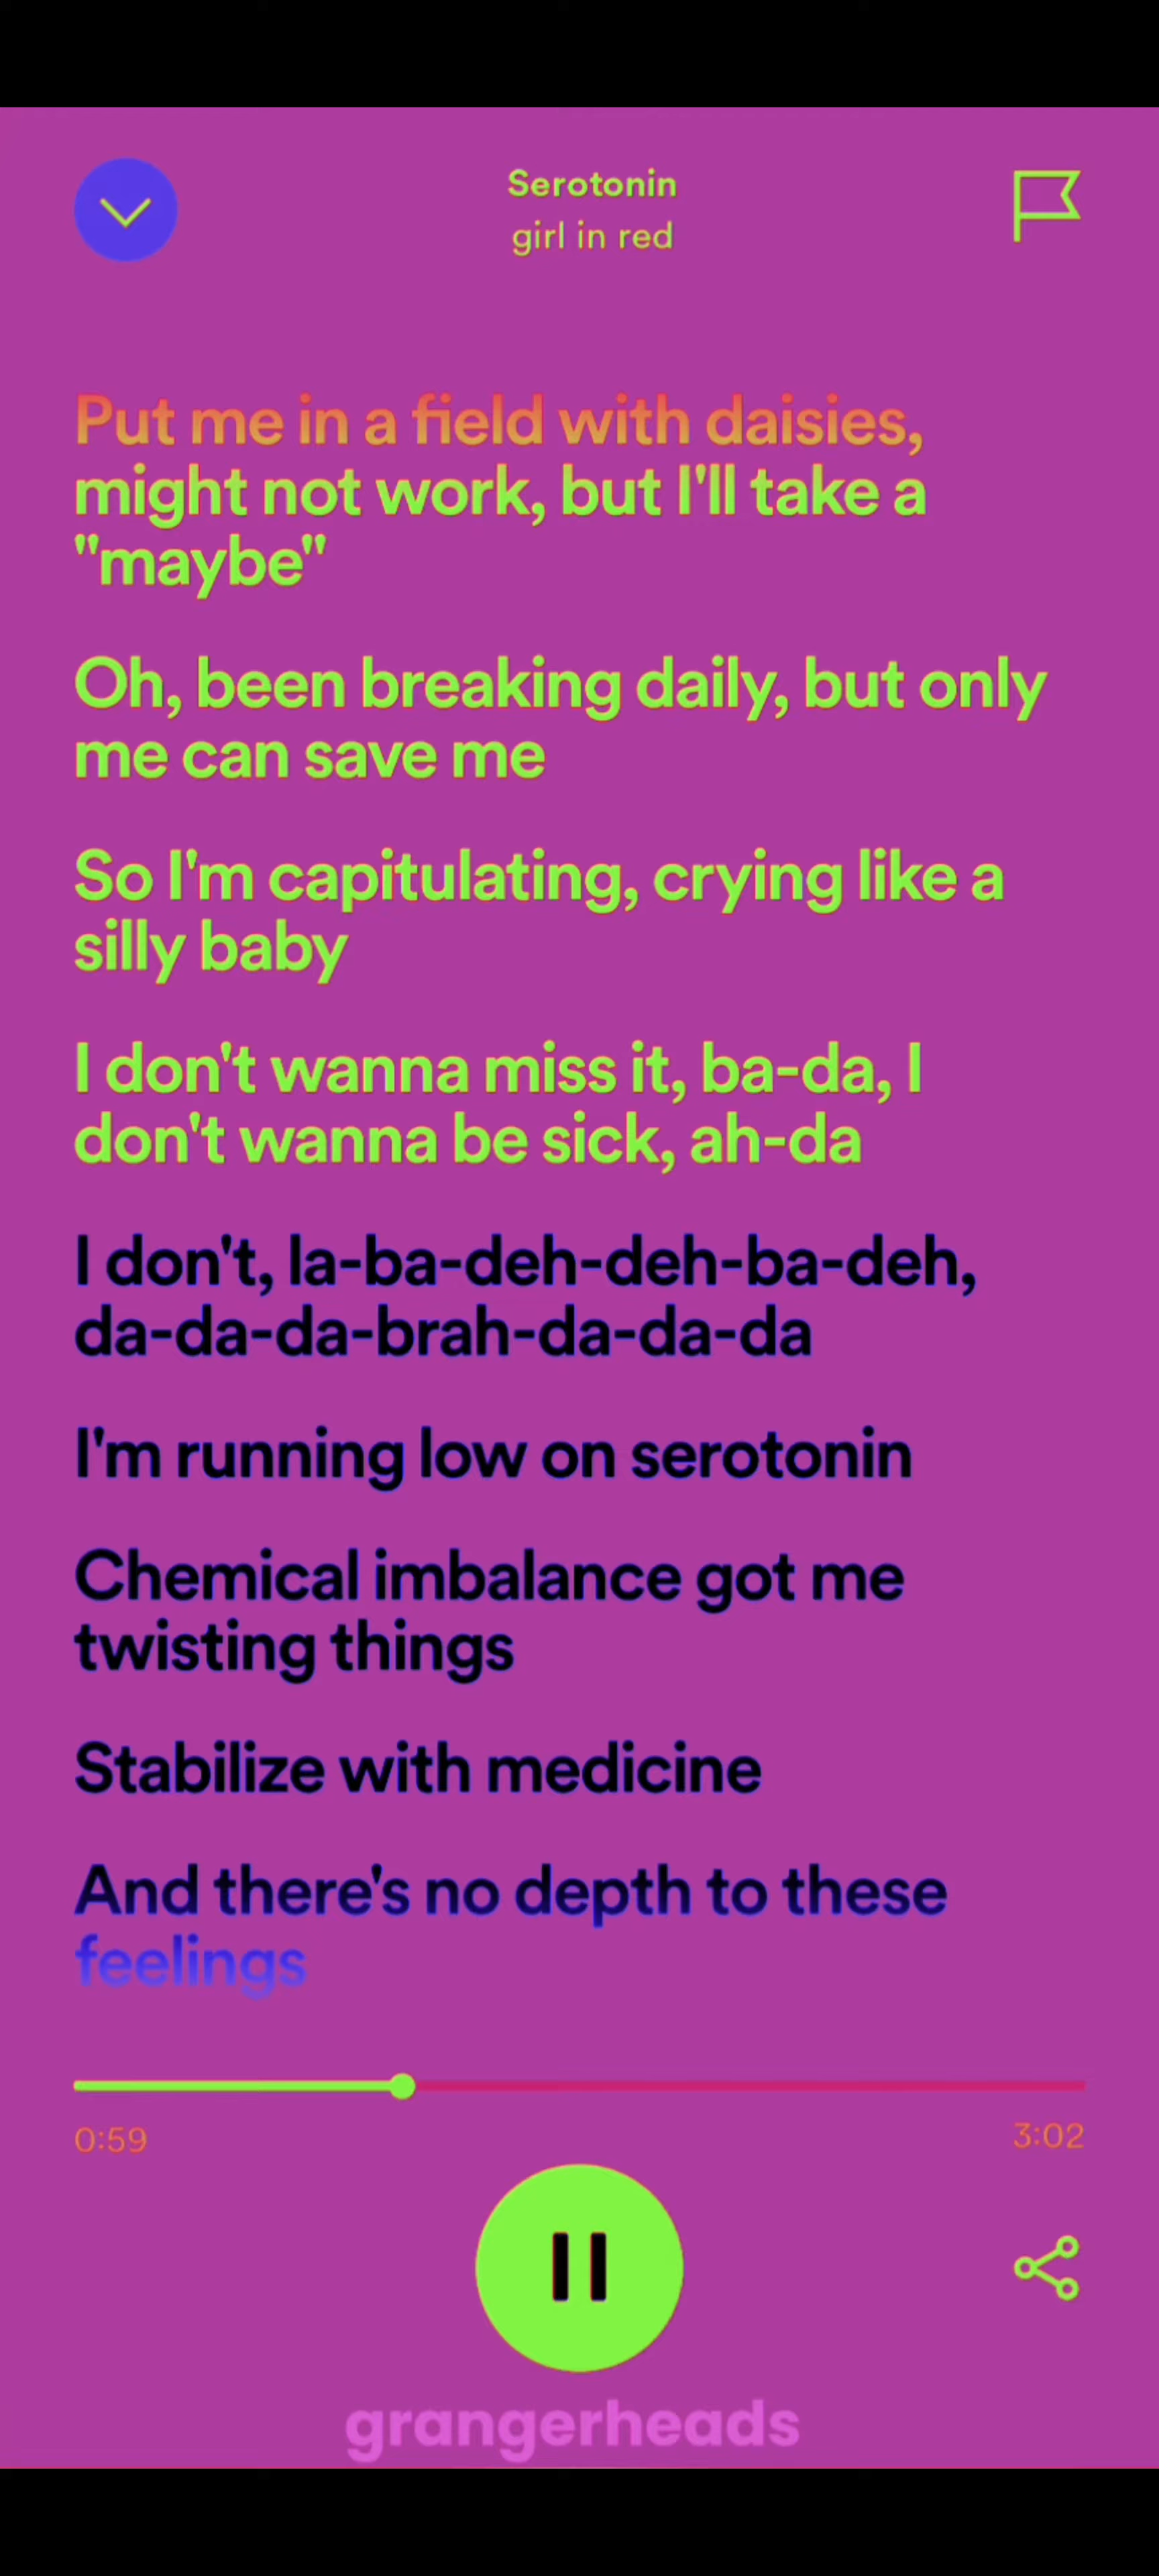 Serotonin
girl in red
Put me in a field with daisies,
might not work, but I'll take a
"maybe"
Oh, been breaking daily, but only
me can save me
So I'm capitulating, crying like a
silly baby
I don't wanna miss it, ba-da, I
don't wanna be sick, ah-da
I don't, la-ba-deh-deh-ba-deh,
da-da-da-brah-da-da-da
I'm running low on serotonin
Chemical imbalance got me
twisting things
Stabilize with medicine
And there's no depth to these
feelings
0:59
3:02
grangerheads